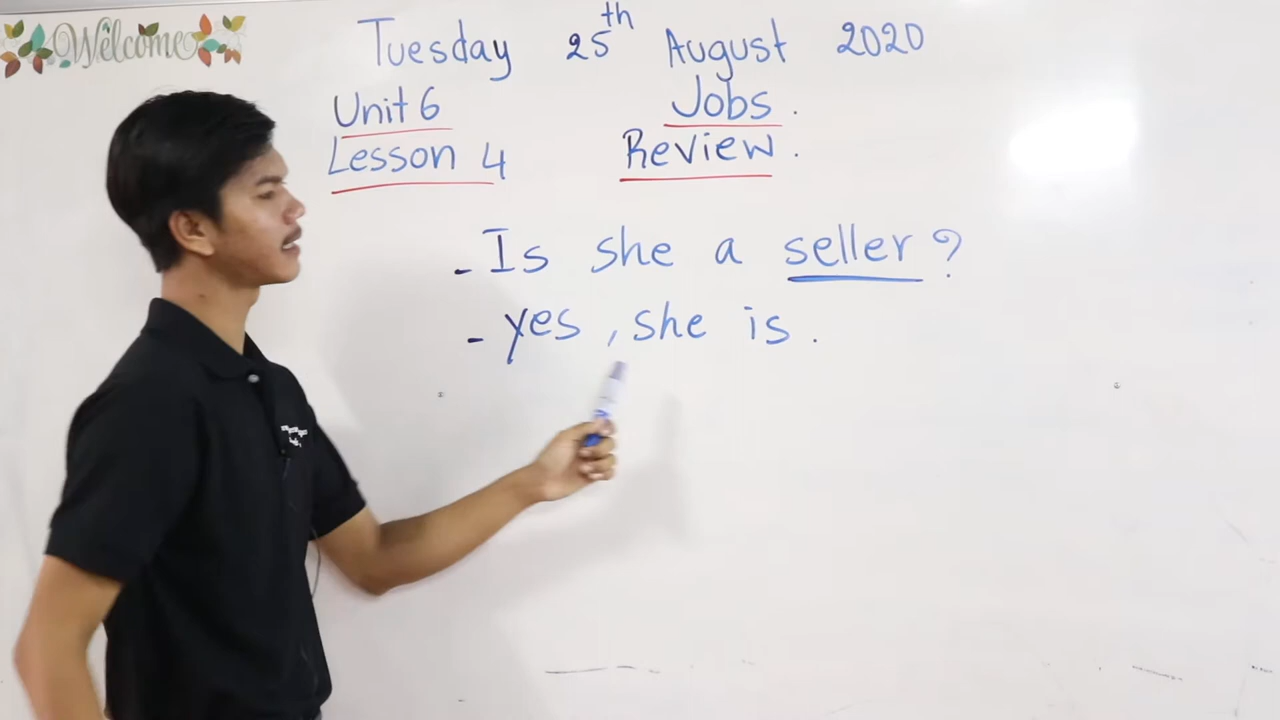 Welcome
Tuesday 25th August 2020
Unit 6 Jobs.
Lesson 4 Review.
- Is she a seller?
- yes, she is.